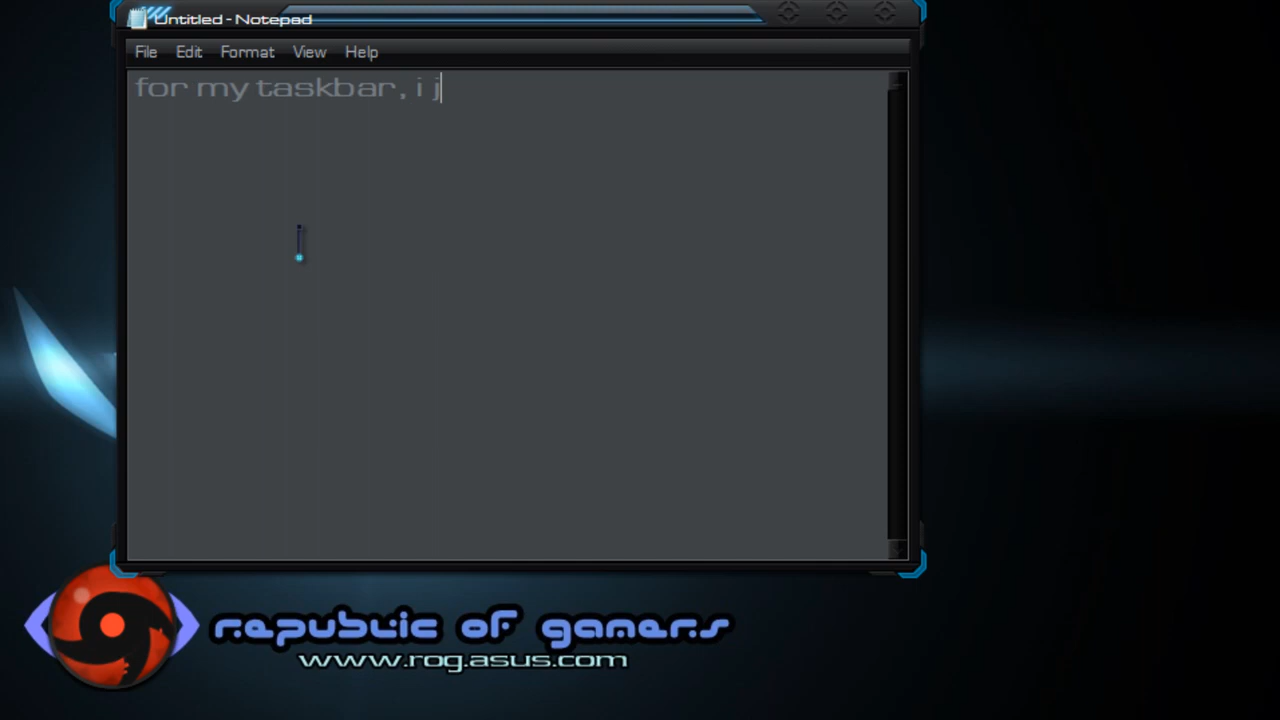 Untitled - Notepad
File Edit Format View Help
for my taskbar, i j
republic of gamers
www.rog.asus.com